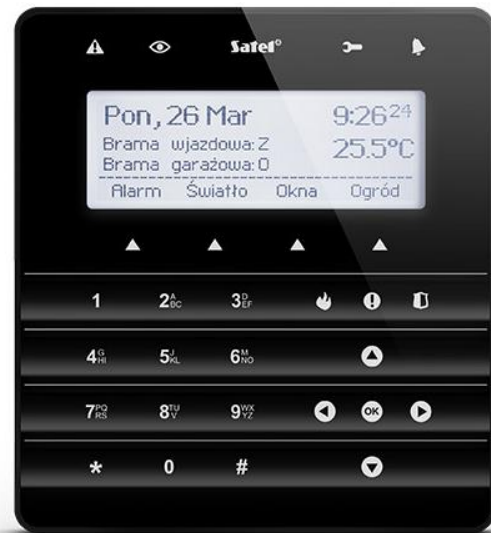 Satel°
Pon, 26 Mar 9:26 24
Brama wjazdowa: Z 25.5°C
Brama garażowa: O
Alarm Światło Okna Ogród
1 2 ABC 3 DEF
4 GHI 5 JKL 6 MNO
7 PQRS 8 TUV 9 WXYZ
OK
* 0 #